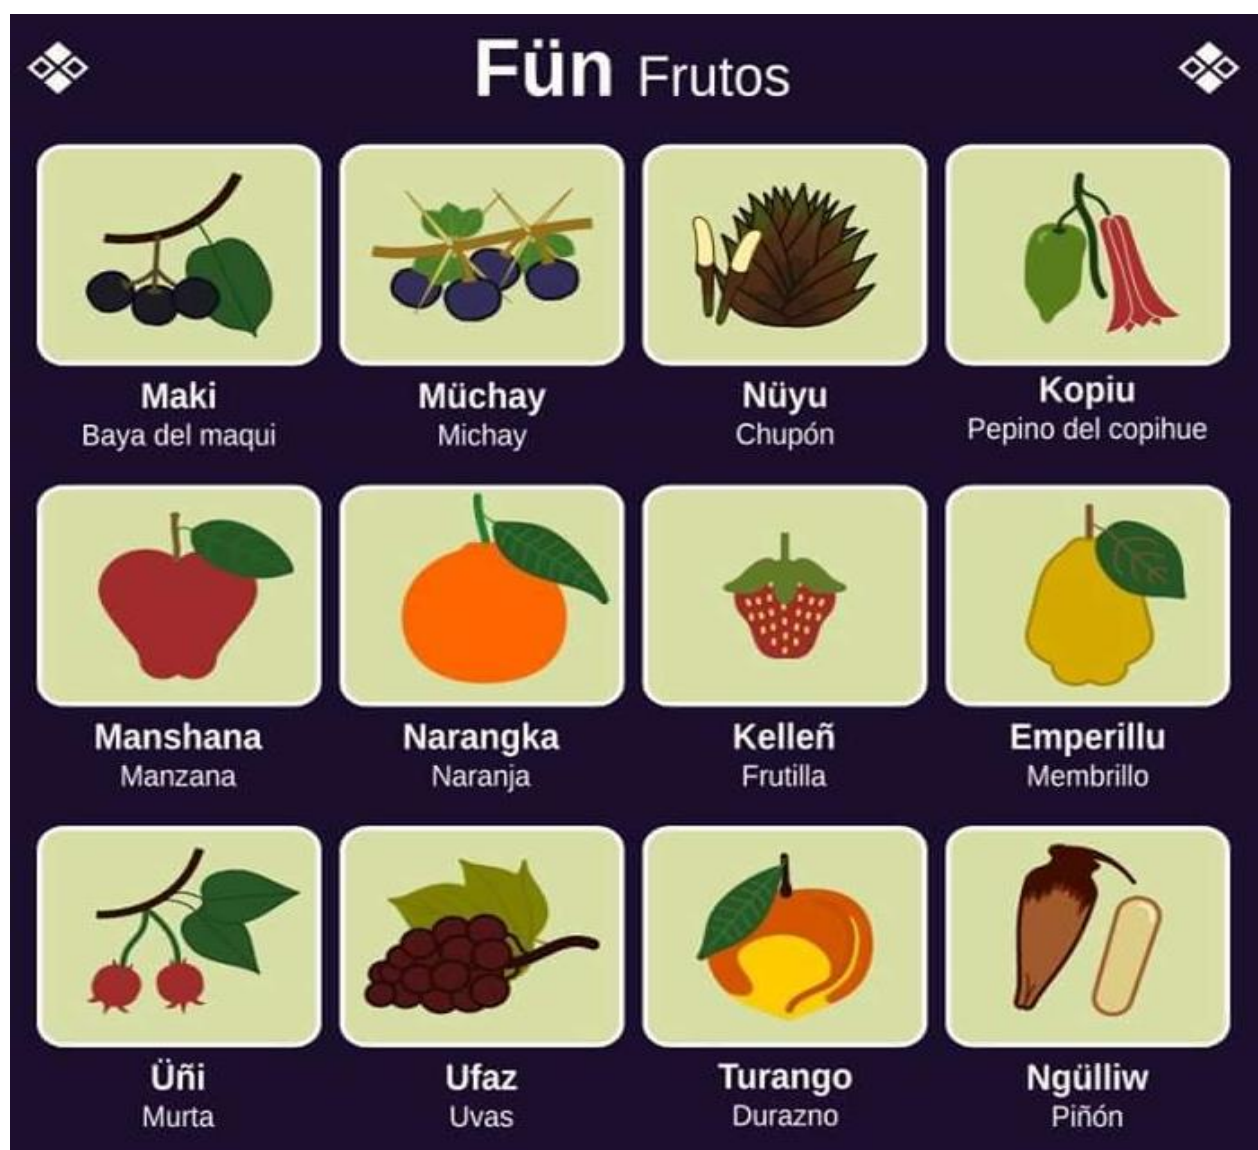 Fün Frutos
Maki
Baya del maqui
Müchay
Michay
Nüyu
Chupón
Kopiu
Pepino del copihue
Manshana
Manzana
Narangka
Naranja
Kelleñ
Frutilla
Emperillu
Membrillo
Üñi
Murta
Ufaz
Uvas
Turango
Durazno
Ngülliw
Piñón